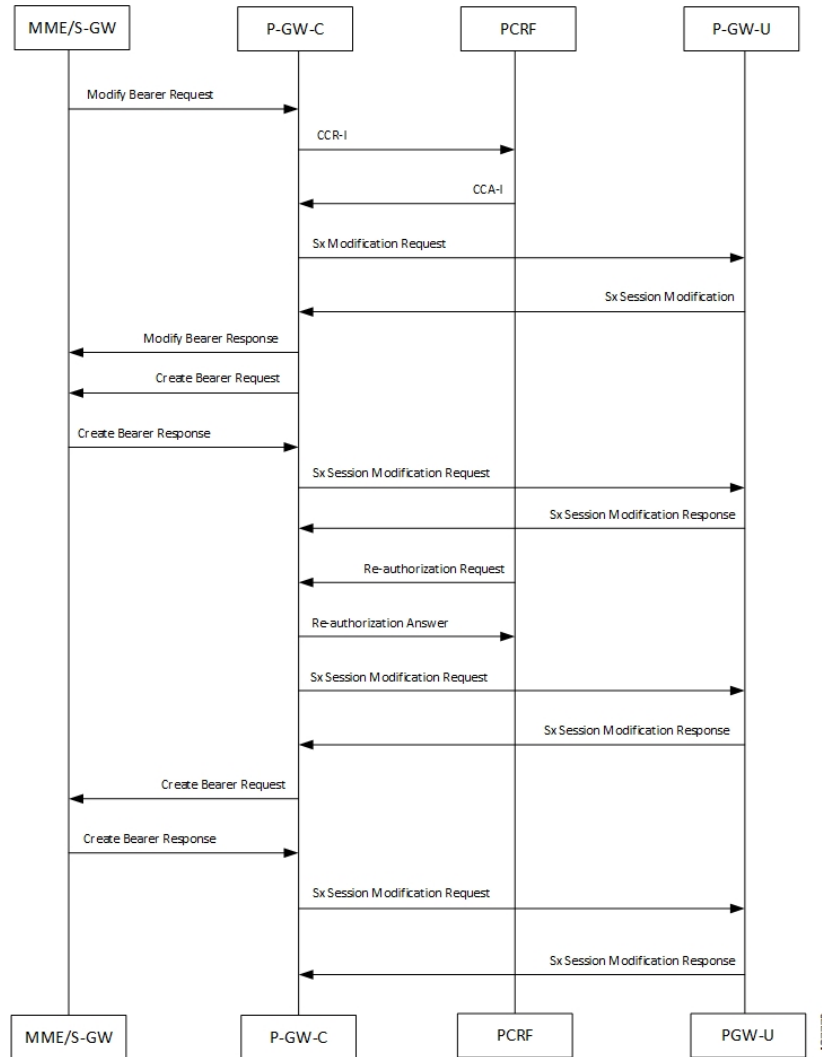 MME/S-GW
P-GW-C
PCRF
P-GW-U
Modify Bearer Request
CCR-I
CCA-I
Sx Modification Request
Sx Session Modification
Modify Bearer Response
Create Bearer Request
Create Bearer Response
Sx Session Modification Request
Sx Session Modification Response
Re-authorization Request
Re-authorization Answer
Sx Session Modification Request
Sx Session Modification Response
Create Bearer Request
Create Bearer Response
Sx Session Modification Request
Sx Session Modification Response
MME/S-GW
P-GW-C
PCRF
PGW-U